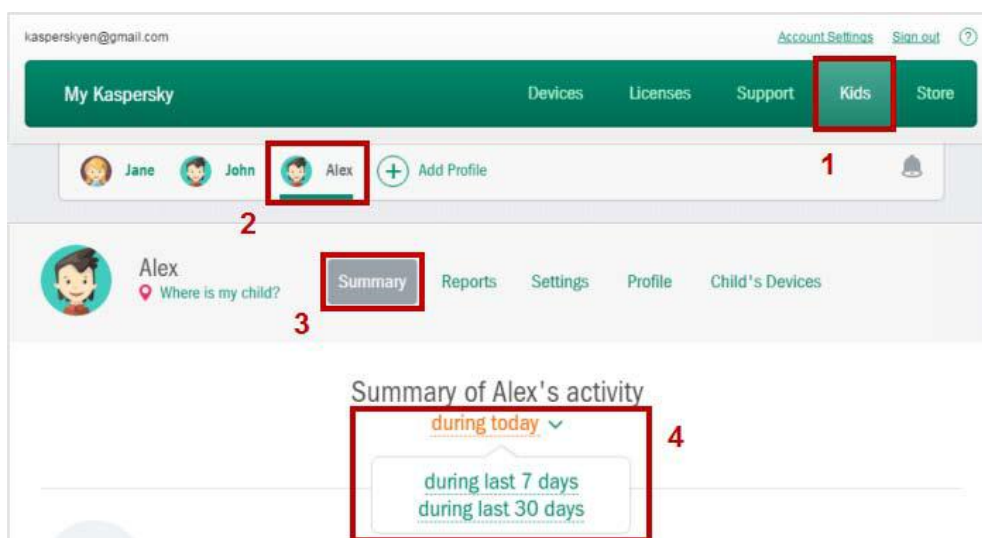 kasperskyen@gmail.com Account Settings Sign out ?
My Kaspersky Devices Licenses Support Kids Store
1
Jane John Alex + Add Profile
2
Alex
Where is my child?
Summary Reports Settings Profile Child's Devices
3
Summary of Alex's activity
during today
4
during last 7 days
during last 30 days